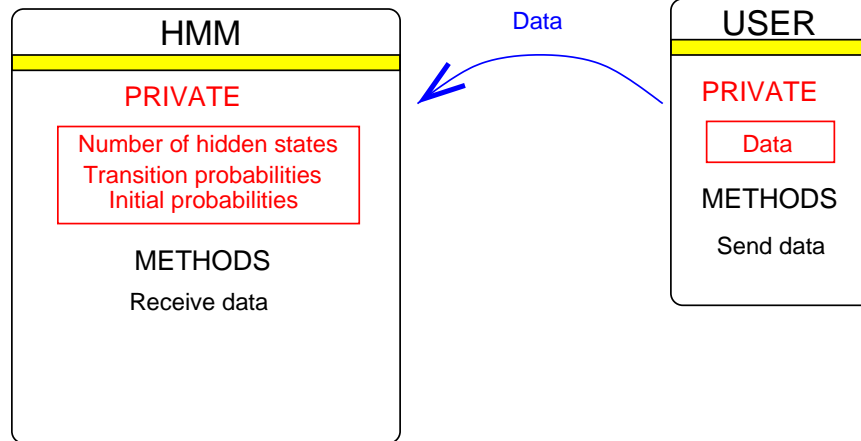 HMM
PRIVATE
Number of hidden states
Transition probabilities
Initial probabilities
METHODS
Receive data
Data
USER
PRIVATE
Data
METHODS
Send data